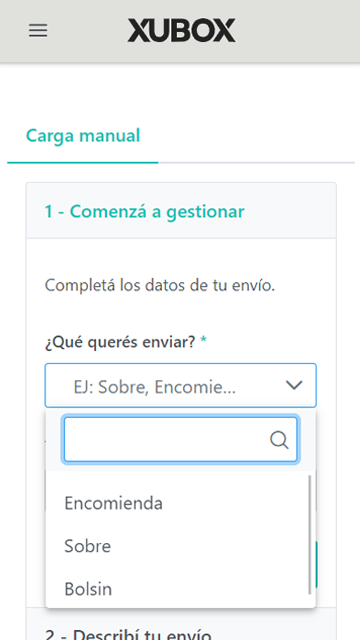 XUBOX
Carga manual
1 - Comenzá a gestionar
Completá los datos de tu envío.
¿Qué querés enviar? *
EJ: Sobre, Encomie...
Encomienda
Sobre
Bolsin
2 - Describí tu envío